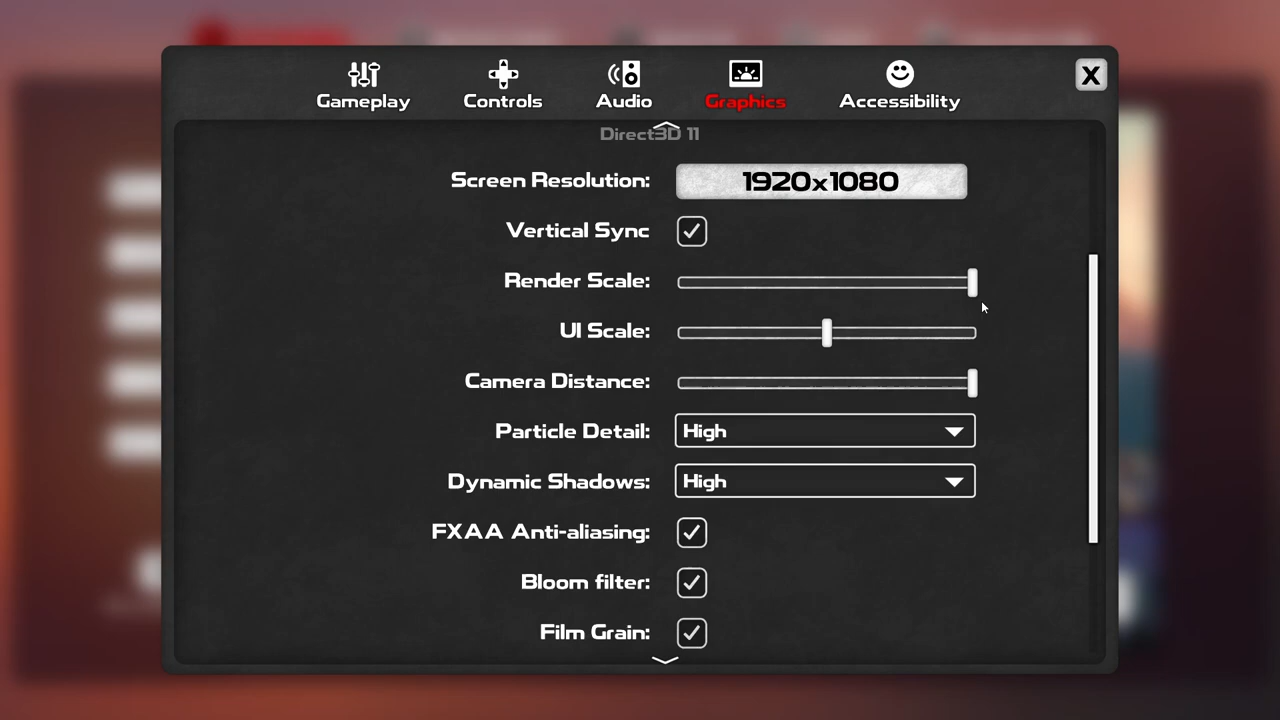 Gameplay Controls Audio Graphics Accessibility X
Direct3D 11
Screen Resolution: 1920x1080
Vertical Sync
Render Scale:
UI Scale:
Camera Distance:
Particle Detail: High
Dynamic Shadows: High
FXAA Anti-aliasing:
Bloom filter:
Film Grain: